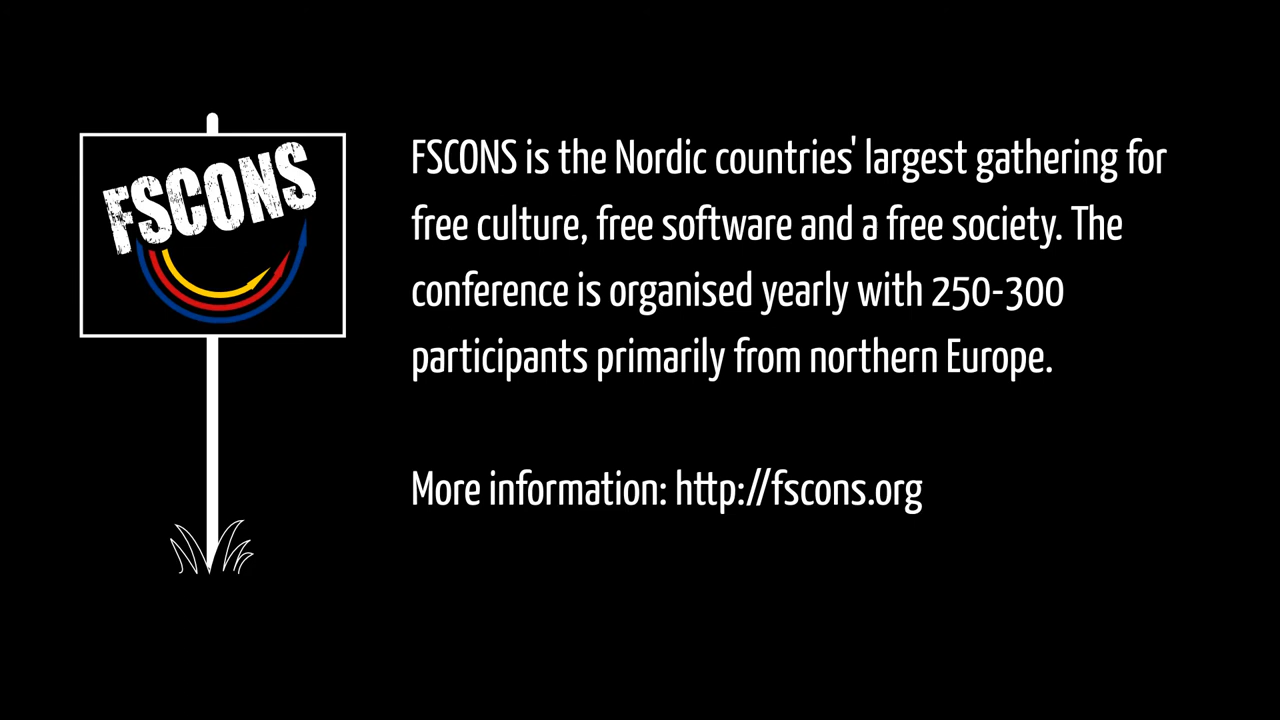 FSCONS
FSCONS is the Nordic countries' largest gathering for
free culture, free software and a free society. The
conference is organised yearly with 250-300
participants primarily from northern Europe.
More information: http://fscons.org